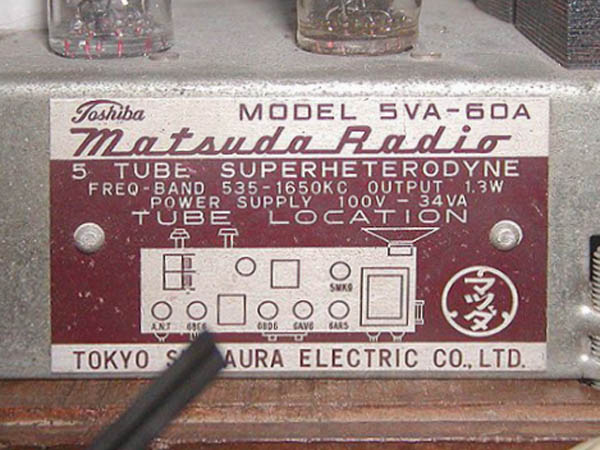 Toshiba MODEL 5VA-60A
Matsuda Radio
5 TUBE SUPERHETERODYNE
FREQ-BAND 535-1650KC OUTPUT 1.3W
POWER SUPPLY 100V-34VA
TUBE LOCATION
5MK9
A.N.T 6BE6 6BD6 6AV6 6AR5
マツダ
TOKYO AURA ELECTRIC CO., LTD.